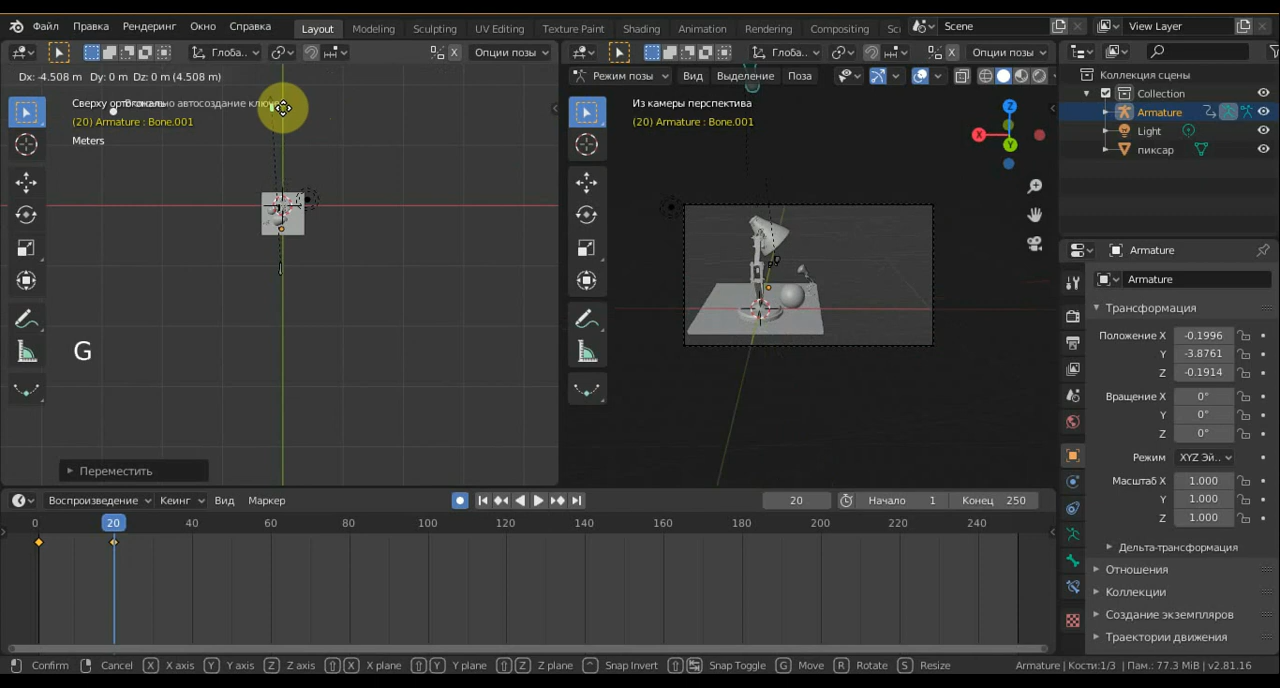 Файл Правка Рендеринг Окно Справка Layout Modeling Sculpting UV Editing Texture Paint Shading Animation Rendering Compositing Sc Scene View Layer
Глоба.. X Опции позы
Глоба.. X Опции позы
Dx: -4.508 m Dy: 0 m Dz: 0 m (4.508 m)
Режим позы Вид Выделение Поза
Коллекция сцены
Collection
Armature
Light
пиксар
Сверху
(20) Armature : Bone.001
Meters
Из камеры перспектива
(20) Armature : Bone.001
Z
X
Y
G
Переместить
Armature
Armature
Трансформация
Положение X -0.1996
Y -3.8761
Z -0.1914
Вращение X 0°
Y 0°
Z 0°
Режим XYZ Эй..
Масштаб X 1.000
Y 1.000
Z 1.000
Дельта-трансформация
Отношения
Коллекции
Создание экземпляров
Траектории движения
Воспроизведение Кеинг Вид Маркер 20 Начало 1 Конец 250
0 20 40 60 80 100 120 140 160 180 200 220 240
Confirm Cancel X X axis Y Y axis Z Z axis X X plane Y Y plane Z Z plane Snap Invert Snap Toggle G Move R Rotate S Resize Armature | Кости:1/3 | Пам.: 77.3 MiB | v2.81.16